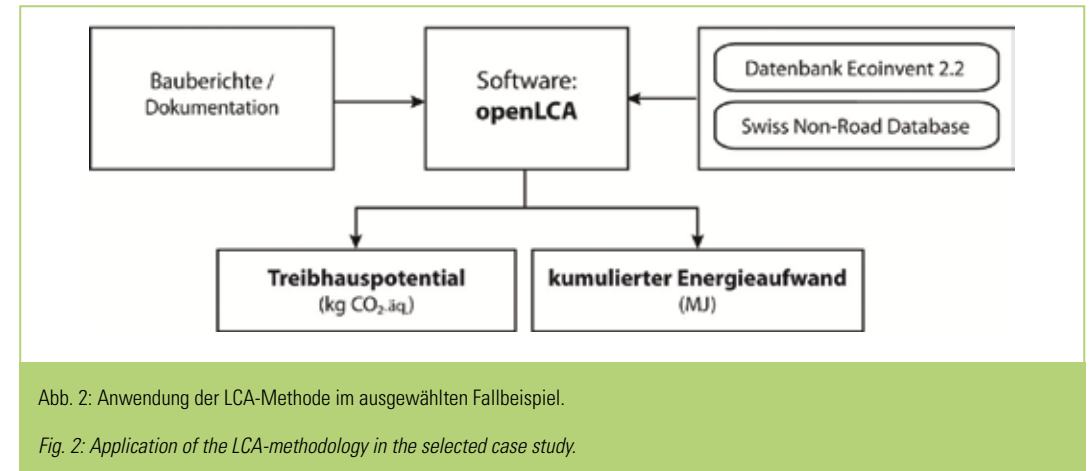 Bauberichte /
Dokumentation
Software:
openLCA
Datenbank Ecoinvent 2.2
Swiss Non-Road Database
Treibhauspotential
(kg CO₂-äq.)
kumulierter Energieaufwand
(MJ)
Abb. 2: Anwendung der LCA-Methode im ausgewählten Fallbeispiel.
Fig. 2: Application of the LCA-methodology in the selected case study.